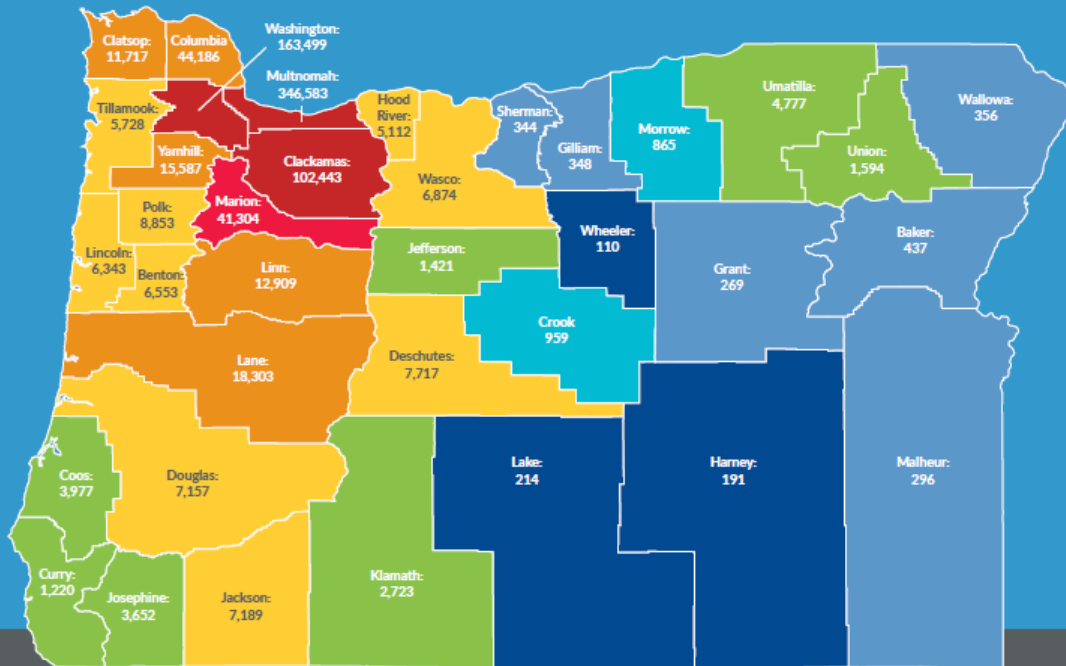 Clatsop:
11,717
Columbia
44,186
Washington:
163,499
Multnomah:
346,583
Tillamook:
5,728
Hood
River:
5,112
Sherman:
344
Gilliam:
348
Morrow:
865
Umatilla:
4,777
Union:
1,594
Wallowa:
356
Yamhill:
15,587
Clackamas:
102,443
Wasco:
6,874
Polk:
8,853
Marion:
41,304
Lincoln:
6,343
Benton:
6,553
Linn:
12,909
Jefferson:
1,421
Wheeler:
110
Grant:
269
Baker:
437
Lane:
18,303
Deschutes:
7,717
Crook
959
Coos:
3,977
Douglas:
7,157
Lake:
214
Harney:
191
Malheur:
296
Curry:
1,220
Josephine:
3,652
Jackson:
7,189
Klamath:
2,723